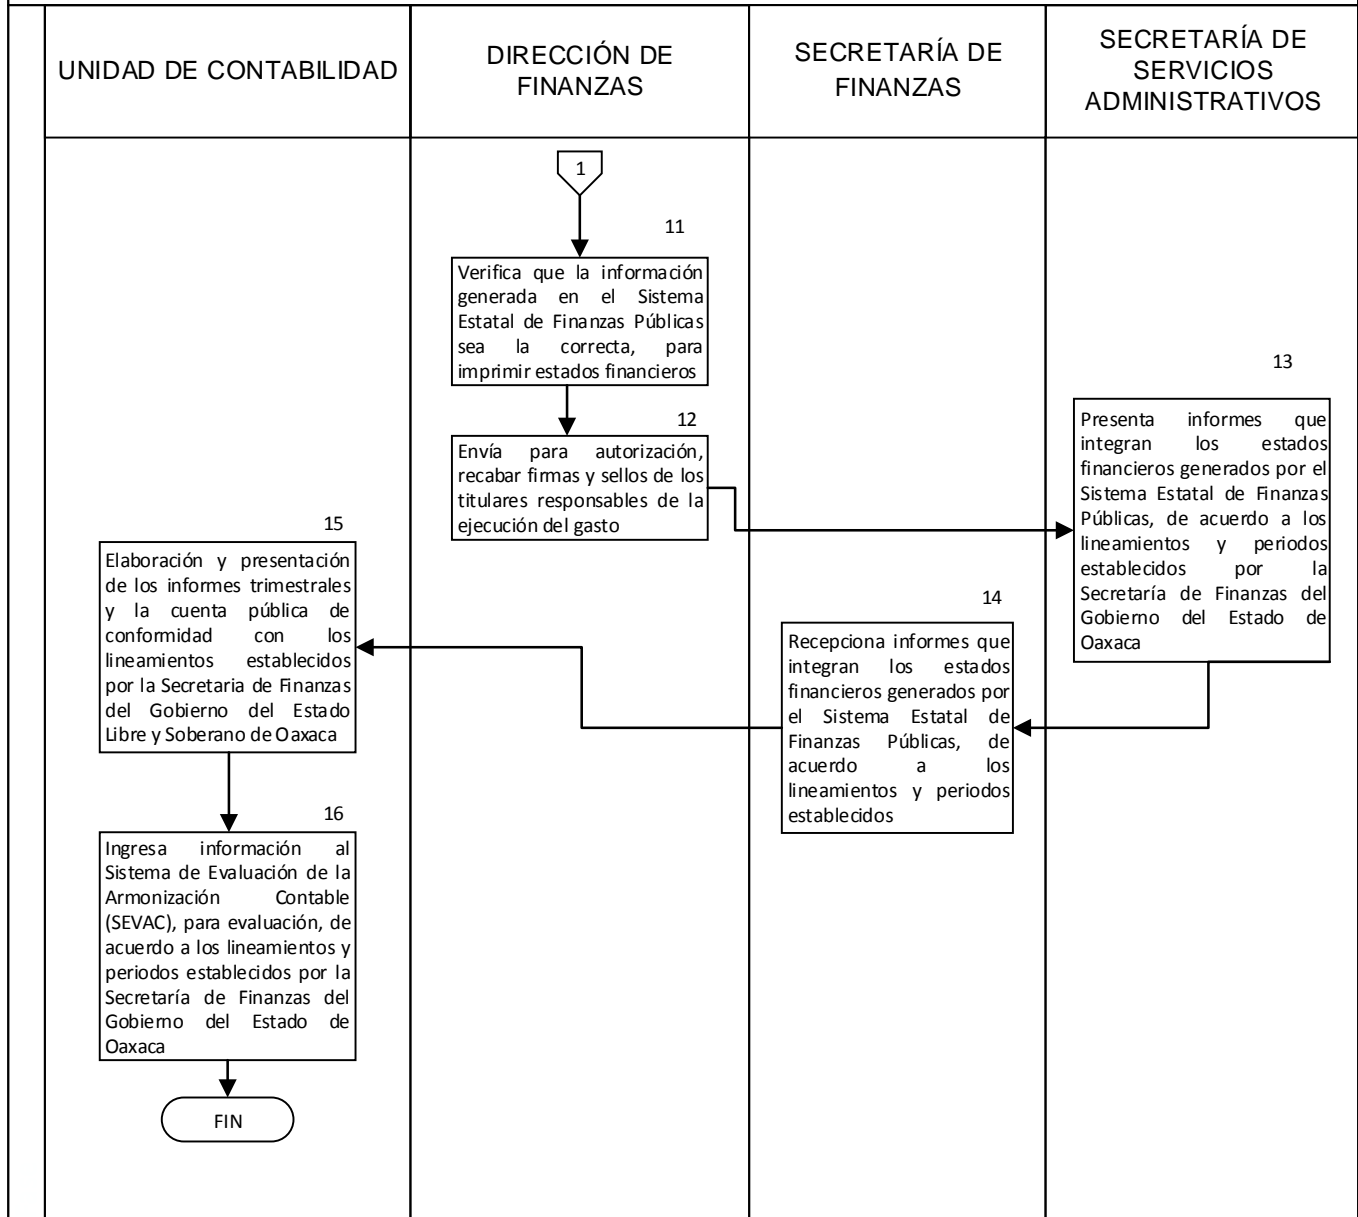 UNIDAD DE CONTABILIDAD
DIRECCIÓN DE
FINANZAS
SECRETARÍA DE
FINANZAS
SECRETARÍA DE
SERVICIOS
ADMINISTRATIVOS
1
11
Verifica que la información
generada en el Sistema
Estatal de Finanzas Públicas
sea la correcta, para
imprimir estados financieros
12
Envía para autorización,
recabar firmas y sellos de los
titulares responsables de la
ejecución del gasto
13
Presenta informes que
integran los estados
financieros generados por el
Sistema Estatal de Finanzas
Públicas, de acuerdo a los
lineamientos y periodos
establecidos por la
Secretaría de Finanzas del
Gobierno del Estado de
Oaxaca
14
Recepciona informes que
integran los estados
financieros generados por
el Sistema Estatal de
Finanzas Públicas, de
acuerdo a los
lineamientos y periodos
establecidos
15
Elaboración y presentación
de los informes trimestrales
y la cuenta pública de
conformidad con los
lineamientos establecidos
por la Secretaria de Finanzas
del Gobierno del Estado
Libre y Soberano de Oaxaca
16
Ingresa información al
Sistema de Evaluación de la
Armonización Contable
(SEVAC), para evaluación, de
acuerdo a los lineamientos y
periodos establecidos por la
Secretaría de Finanzas del
Gobierno del Estado de
Oaxaca
FIN